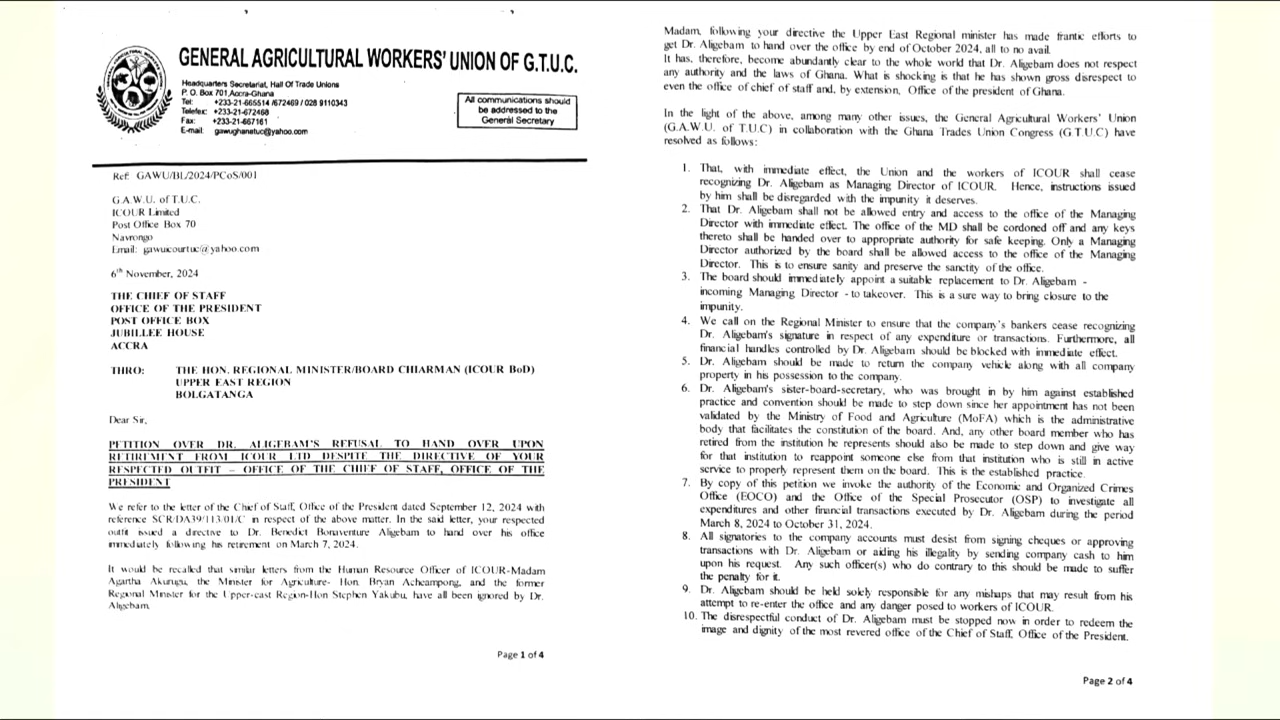 GENERAL AGRICULTURAL WORKERS' UNION OF G.T.U.C.
Headquarters Secretariat, Hall Of Trade Unions
P. O. Box 701, Accra-Ghana
Tel: +233-21-665514 /672469 / 028 9110343
Telefex: +233-21-672468
Fax: +233-21-667161
E-mail: gawughanetuc@yahoo.com
All communications should
be addressed to the
General Secretary
Ref: GAWU/BL/2024/PCoS/001
G.A.W.U. of T.U.C.
ICOUR Limited
Post Office Box 70
Navrongo
Email: gawuicourtuc@yahoo.com
6th November, 2024
THE CHIEF OF STAFF
OFFICE OF THE PRESIDENT
POST OFFICE BOX
JUBILLEE HOUSE
ACCRA
THRO: THE HON. REGIONAL MINISTER/BOARD CHIARMAN (ICOUR BoD)
UPPER EAST REGION
BOLGATANGA
Dear Sir,
PETITION OVER DR. ALIGEBAM'S REFUSAL TO HAND OVER UPON
RETIREMENT FROM ICOUR LTD DESPITE THE DIRECTIVE OF YOUR
RESPECTED OUTFIT – OFFICE OF THE CHIEF OF STAFF, OFFICE OF THE
PRESIDENT
We refer to the letter of the Chief of Staff, Office of the President dated September 12, 2024 with
reference SCR/DA39/113/01/C in respect of the above matter. In the said letter, your respected
outfit issued a directive to Dr. Benedict Bonaventure Aligebam to hand over his office
immediately following his retirement on March 7, 2024.
It would be recalled that similar letters from the Human Resource Officer of ICOUR-Madam
Agartha Akurugu, the Minister for Agriculture- Hon. Bryan Acheampong, and the former
Regional Minister for the Upper-east Region-Hon Stephen Yakubu, have all been ignored by Dr.
Aligebam.
Page 1 of 4
Madam, following your directive the Upper East Regional minister has made frantic efforts to
get Dr. Aligebam to hand over the office by end of October 2024, all to no avail.
It has, therefore, become abundantly clear to the whole world that Dr. Aligebam does not respect
any authority and the laws of Ghana. What is shocking is that he has shown gross disrespect to
even the office of chief of staff and, by extension, Office of the president of Ghana.
In the light of the above, among many other issues, the General Agricultural Workers' Union
(G.A.W.U. of T.U.C) in collaboration with the Ghana Trades Union Congress (G.T.U.C) have
resolved as follows:
1. That, with immediate effect, the Union and the workers of ICOUR shall cease
recognizing Dr. Aligebam as Managing Director of ICOUR. Hence, instructions issued
by him shall be disregarded with the impunity it deserves.
2. That Dr. Aligebam shall not be allowed entry and access to the office of the Managing
Director with immediate effect. The office of the MD shall be cordoned off and any keys
thereto shall be handed over to appropriate authority for safe keeping. Only a Managing
Director authorized by the board shall be allowed access to the office of the Managing
Director. This is to ensure sanity and preserve the sanctity of the office.
3. The board should immediately appoint a suitable replacement to Dr. Aligebam -
incoming Managing Director - to takeover. This is a sure way to bring closure to the
impunity.
4. We call on the Regional Minister to ensure that the company's bankers cease recognizing
Dr. Aligebam's signature in respect of any expenditure or transactions. Furthermore, all
financial handles controlled by Dr. Aligebam should be blocked with immediate effect.
5. Dr. Aligebam should be made to return the company vehicle along with all company
property in his possession to the company.
6. Dr. Aligebam's sister-board-secretary, who was brought in by him against established
practice and convention should be made to step down since her appointment has not been
validated by the Ministry of Food and Agriculture (MoFA) which is the administrative
body that facilitates the constitution of the board. And, any other board member who has
retired from the institution he represents should also be made to step down and give way
for that institution to reappoint someone else from that institution who is still in active
service to properly represent them on the board. This is the established practice.
7. By copy of this petition we invoke the authority of the Economic and Organized Crimes
Office (EOCO) and the Office of the Special Prosecutor (OSP) to investigate all
expenditures and other financial transactions executed by Dr. Aligebam during the period
March 8, 2024 to October 31, 2024.
8. All signatories to the company accounts must desist from signing cheques or approving
transactions with Dr. Aligebam or aiding his illegality by sending company cash to him
upon his request. Any such officer(s) who do contrary to this should be made to suffer
the penalty for it.
9. Dr. Aligebam should be held solely responsible for any mishaps that may result from his
attempt to re-enter the office and any danger posed to workers of ICOUR.
10. The disrespectful conduct of Dr. Aligebam must be stopped now in order to redeem the
image and dignity of the most revered office of the Chief of Staff, Office of the President.
Page 2 of 4